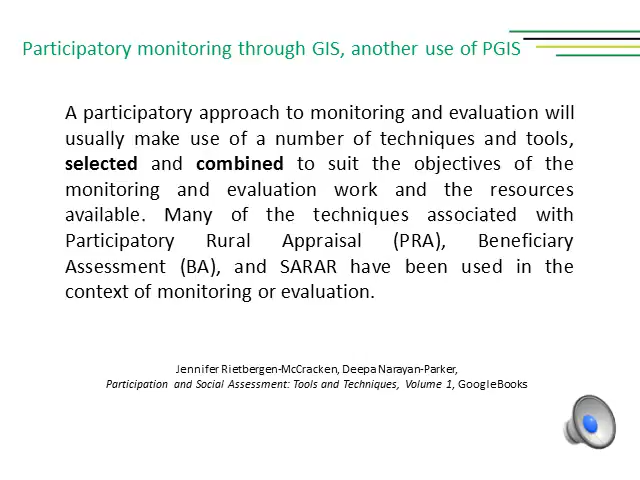 Participatory monitoring through GIS, another use of PGIS
A participatory approach to monitoring and evaluation will
usually make use of a number of techniques and tools,
selected and combined to suit the objectives of the
monitoring and evaluation work and the resources
available. Many of the techniques associated with
Participatory Rural Appraisal (PRA), Beneficiary
Assessment (BA), and SARAR have been used in the
context of monitoring or evaluation.
Jennifer Rietbergen-McCracken, Deepa Narayan-Parker,
Participation and Social Assessment: Tools and Techniques, Volume 1, GoogleBooks